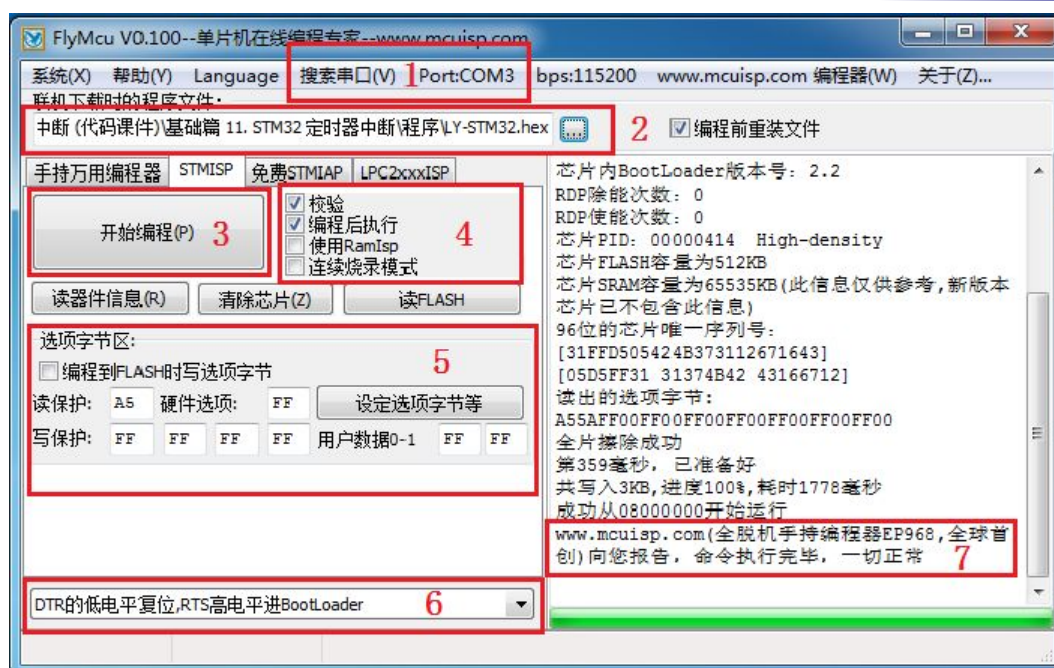 FlyMcu V0.100--单片机在线编程专家--www.mcuisp.com
系统(X) 帮助(Y) Language 搜索串口(V) 1 Port:COM3 bps:115200 www.mcuisp.com 编程器(W) 关于(Z)...
联机下载时的程序文件:
中断 (代码课件)\基础篇 11. STM32 定时器中断\程序\LY-STM32.hex ... 2 编程前重装文件
手持万用编程器 STMISP 免费STMIAP LPC2xxxISP
开始编程(P) 3
校验
编程后执行
使用RamIsp
连续烧录模式
4
读器件信息(R) 清除芯片(Z) 读FLASH
选项字节区:
5
编程到FLASH时写选项字节
读保护: A5 硬件选项: FF 设定选项字节等
写保护: FF FF FF FF 用户数据0-1 FF FF
DTR的低电平复位,RTS高电平进BootLoader 6
芯片内BootLoader版本号: 2.2
RDP除能次数: 0
RDP使能次数: 0
芯片PID: 00000414 High-density
芯片FLASH容量为512KB
芯片SRAM容量为65535KB(此信息仅供参考,新版本
芯片已不包含此信息)
96位的芯片唯一序列号:
[31FFD505424B373112671643]
[05D5FF31 31374B42 43166712]
读出的选项字节:
A55AFF00FF00FF00FF00FF00FF00FF00
全片擦除成功
第359毫秒, 已准备好
共写入3KB,进度100%,耗时1778毫秒
成功从08000000开始运行
www.mcuisp.com(全脱机手持编程器EP968,全球首
创)向您报告, 命令执行完毕, 一切正常 7